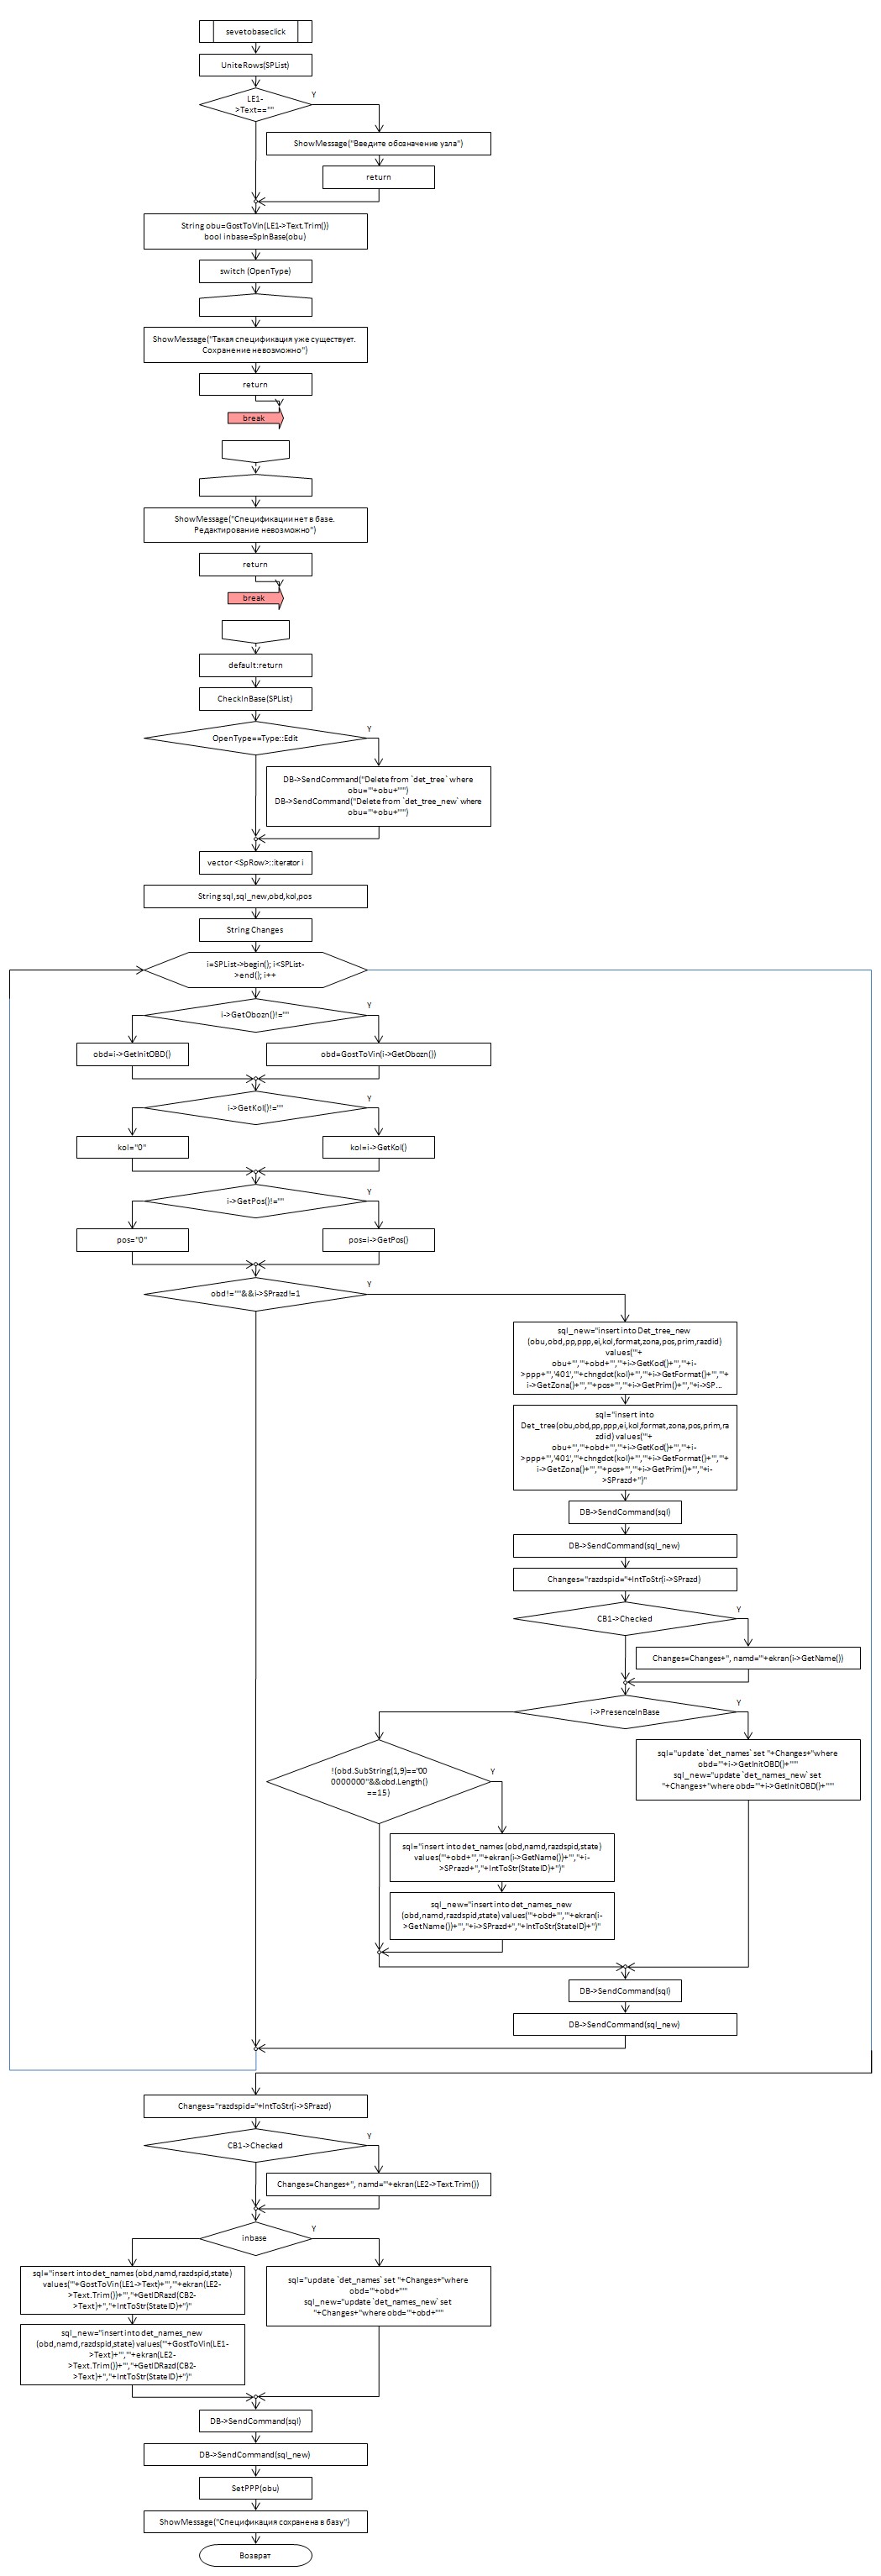 sevetobaseclick
UniteRows(SPList)
LE1-
>Text==""
Y
ShowMessage("Введите обозначение узла")
return
String obu=GostToVin(LE1->Text.Trim())
bool inbase=SpInBase(obu)
switch (OpenType)
ShowMessage("Такая спецификация уже существует.
Сохранение невозможно")
return
break
ShowMessage("Спецификации нет в базе.
Редактирование невозможно")
return
break
default:return
CheckInBase(SPList)
OpenType==Type::Edit
Y
DB->SendCommand("Delete from `det_tree` where
obu='"+obu+"'")
DB->SendCommand("Delete from `det_tree_new` where
obu='"+obu+"'")
vector <SpRow>::iterator i
String sql,sql_new,obd,kol,pos
String Changes
i=SPList->begin(); i<SPList-
>end(); i++
i->GetObozn()!=""
Y
obd=i->GetInitOBD()
obd=GostToVin(i->GetObozn())
i->GetKol()!=""
Y
kol="0"
kol=i->GetKol()
i->GetPos()!=""
Y
pos="0"
pos=i->GetPos()
obd!=""&&i->SPrazd!=1
Y
sql_new="insert into Det_tree_new
(obu,obd,pp,ppp,ei,kol,format,zona,pos,prim,razdid)
values('"+
obu+"','"+obd+"','"+i->GetKod()+"','"+i-
>ppp+"','401','"+chngdot(kol)+"','"+i->GetFormat()+"','"+
i->GetZona()+"','"+pos+"','"+i->GetPrim()+"',"+i->SP...
sql="insert into
Det_tree(obu,obd,pp,ppp,ei,kol,format,zona,pos,prim,ra
zdid) values('"+
obu+"','"+obd+"','"+i->GetKod()+"','"+i-
>ppp+"','401','"+chngdot(kol)+"','"+i->GetFormat()+"','"+
i->GetZona()+"','"+pos+"','"+i->GetPrim()+"',"+i-
>SPrazd+")"
DB->SendCommand(sql)
DB->SendCommand(sql_new)
Changes="razdspid="+IntToStr(i->SPrazd)
CB1->Checked
Y
Changes=Changes+", namd='"+ekran(i->GetName())
i->PresenceInBase
Y
!(obd.SubString(1,9)=="00
0000000"&&obd.Length()
==15)
Y
sql="update `det_names` set "+Changes+"where
obd='"+i->GetInitOBD()+"'"
sql_new="update `det_names_new` set
"+Changes+"where obd='"+i->GetInitOBD()+"'"
sql="insert into det_names (obd,namd,razdspid,state)
values('"+obd+"','"+ekran(i->GetName())+"',"+i-
>SPrazd+","+IntToStr(StateID)+")"
sql_new="insert into det_names_new
(obd,namd,razdspid,state) values('"+obd+"','"+ekran(i-
>GetName())+"',"+i->SPrazd+","+IntToStr(StateID)+")"
DB->SendCommand(sql)
DB->SendCommand(sql_new)
Changes="razdspid="+IntToStr(i->SPrazd)
CB1->Checked
Y
Changes=Changes+", namd='"+ekran(LE2->Text.Trim())
inbase
Y
sql="insert into det_names (obd,namd,razdspid,state)
values('"+GostToVin(LE1->Text)+"','"+ekran(LE2-
>Text.Trim())+"',"+GetIDRazd(CB2-
>Text)+","+IntToStr(StateID)+")"
sql="update `det_names` set "+Changes+"where
obd='"+obd+"'"
sql_new="update `det_names_new` set
"+Changes+"where obd='"+obd+"'"
sql_new="insert into det_names_new
(obd,namd,razdspid,state) values('"+GostToVin(LE1-
>Text)+"','"+ekran(LE2-
>Text.Trim())+"',"+GetIDRazd(CB2-
>Text)+","+IntToStr(StateID)+")"
DB->SendCommand(sql)
DB->SendCommand(sql_new)
SetPPP(obu)
ShowMessage("Спецификация сохранена в базу")
Возврат